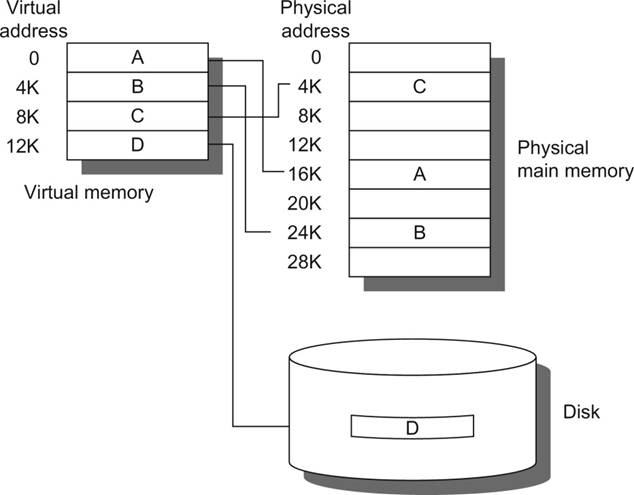 Virtual
address
0
A
4K
B
8K
C
12K
D
Virtual memory
Physical
address
0
4K
C
8K
12K
16K
A
20K
24K
B
28K
Physical
main memory
Disk
D